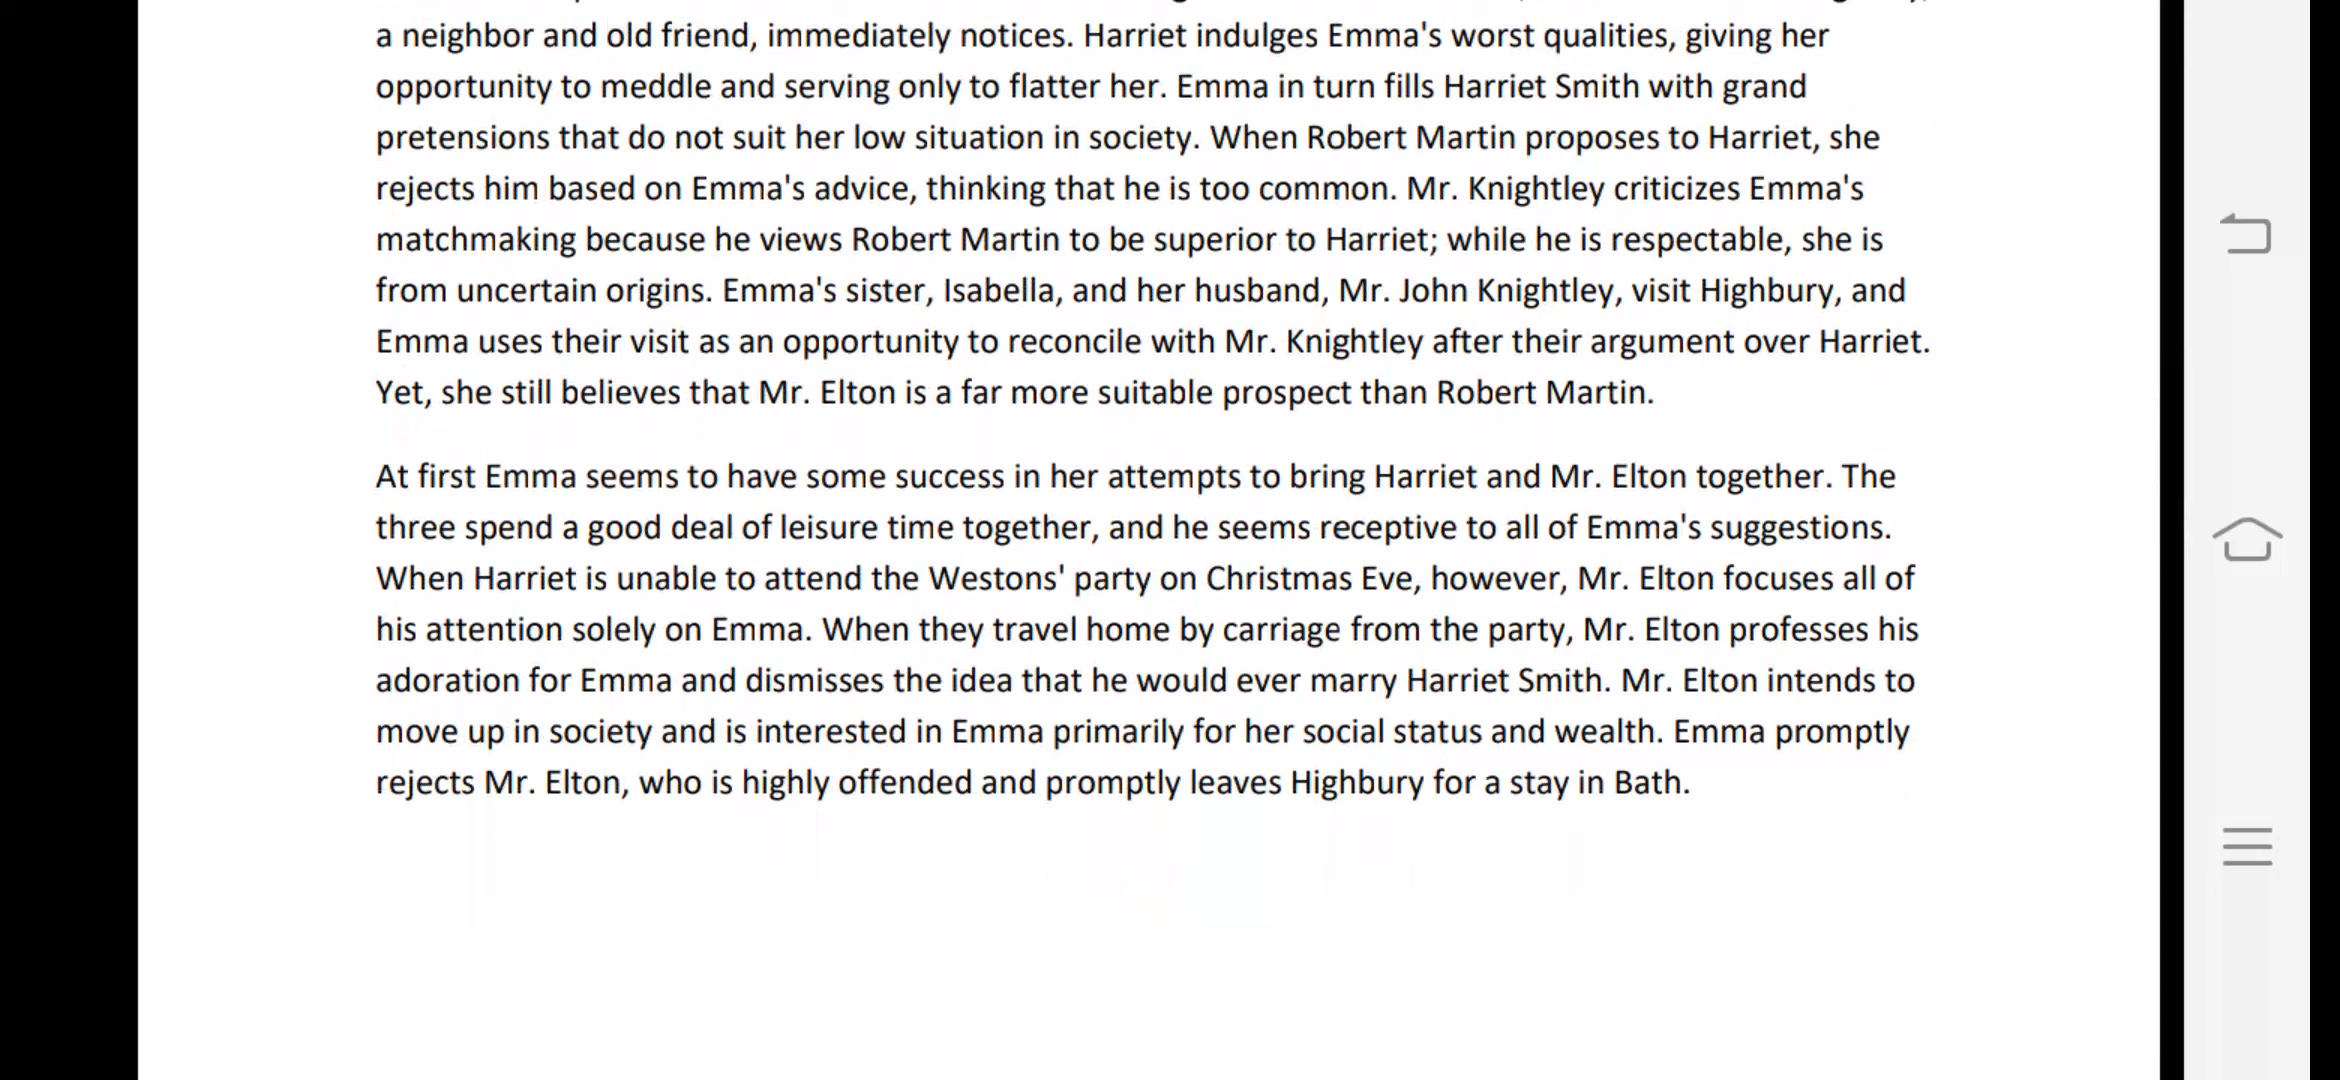 a neighbor and old friend, immediately notices. Harriet indulges Emma's worst qualities, giving her
opportunity to meddle and serving only to flatter her. Emma in turn fills Harriet Smith with grand
pretensions that do not suit her low situation in society. When Robert Martin proposes to Harriet, she
rejects him based on Emma's advice, thinking that he is too common. Mr. Knightley criticizes Emma's
matchmaking because he views Robert Martin to be superior to Harriet; while he is respectable, she is
from uncertain origins. Emma's sister, Isabella, and her husband, Mr. John Knightley, visit Highbury, and
Emma uses their visit as an opportunity to reconcile with Mr. Knightley after their argument over Harriet.
Yet, she still believes that Mr. Elton is a far more suitable prospect than Robert Martin.
At first Emma seems to have some success in her attempts to bring Harriet and Mr. Elton together. The
three spend a good deal of leisure time together, and he seems receptive to all of Emma's suggestions.
When Harriet is unable to attend the Westons' party on Christmas Eve, however, Mr. Elton focuses all of
his attention solely on Emma. When they travel home by carriage from the party, Mr. Elton professes his
adoration for Emma and dismisses the idea that he would ever marry Harriet Smith. Mr. Elton intends to
move up in society and is interested in Emma primarily for her social status and wealth. Emma promptly
rejects Mr. Elton, who is highly offended and promptly leaves Highbury for a stay in Bath.